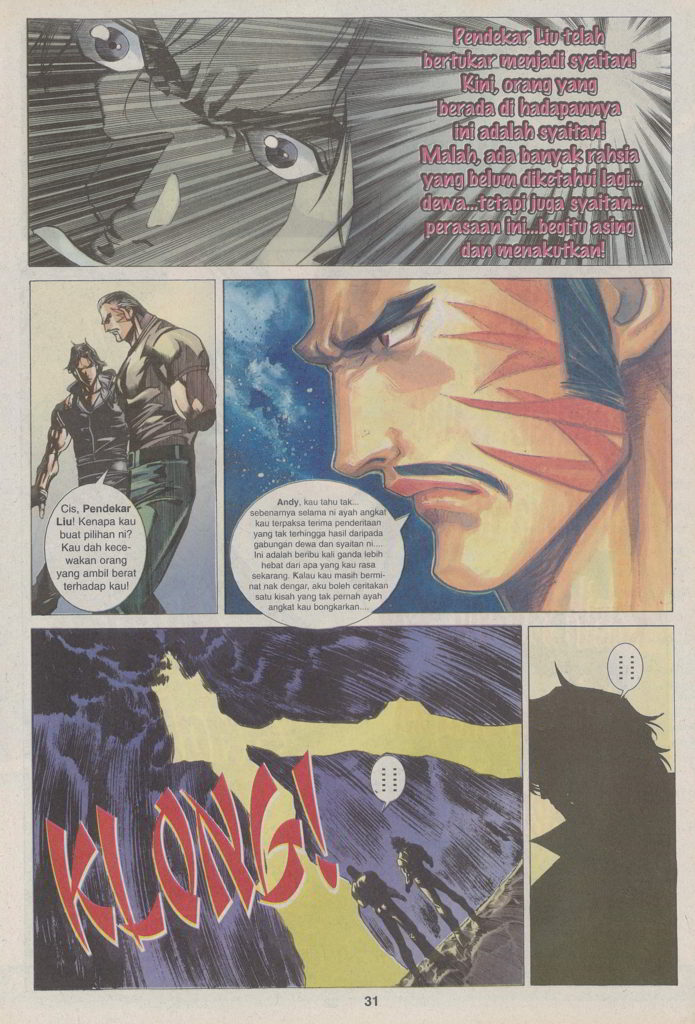 Pendekar Liu telah
bertukar menjadi syaitan!
Kini, orang yang
berada di hadapannya
ini adalah syaitan!
Malah, ada banyak rahsia
yang belum diketahui lagi...
dewa...tetapi juga syaitan...
perasaan ini...begitu asing
dan menakutkan!
Cis, Pendekar
Liu! Kenapa kau
buat pilihan ni?
Kau dah kece-
wakan orang
yang ambil berat
terhadap kau!
Andy, kau tahu tak...
sebenarnya selama ni ayah angkat
kau terpaksa terima penderitaan
yang tak terhingga hasil daripada
gabungan dewa dan syaitan ni....
Ini adalah beribu kali ganda lebih
hebat dari apa yang kau rasa
sekarang. Kalau kau masih bermi-
nat nak dengar, aku boleh ceritakan
satu kisah yang tak pernah ayah
angkat kau bongkarkan....
KLONG!
31